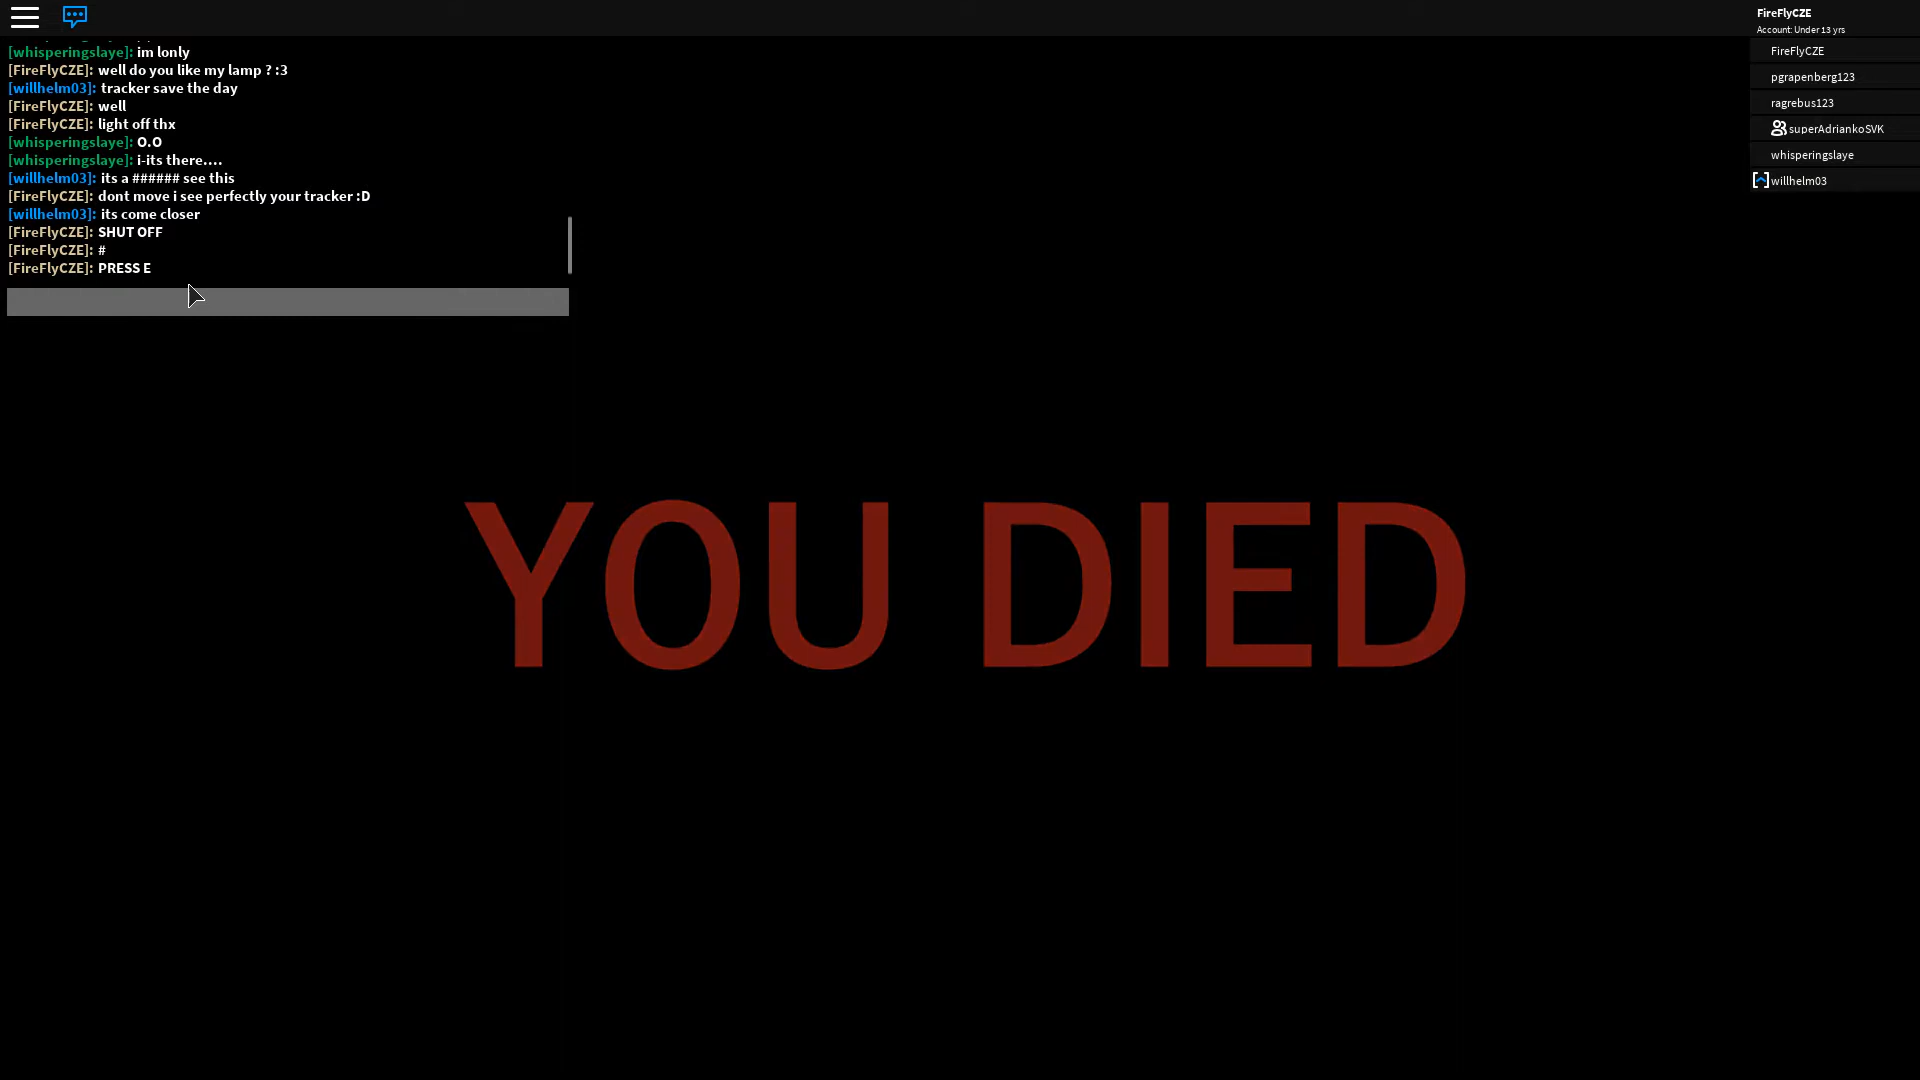 [whisperingslaye]: im lonly
[FireFlyCZE]: well do you like my lamp ? :3
[willhelm03]: tracker save the day
[FireFlyCZE]: well
[FireFlyCZE]: light off thx
[whisperingslaye]: O.O
[whisperingslaye]: i-its there....
[willhelm03]: its a ###### see this
[FireFlyCZE]: dont move i see perfectly your tracker :D
[willhelm03]: its come closer
[FireFlyCZE]: SHUT OFF
[FireFlyCZE]: #
[FireFlyCZE]: PRESS E
YOU DIED
FireFlyCZE
Account: Under 13 yrs
FireFlyCZE
pgrapenberg123
ragrebus123
superAdriankoSVK
whisperingslaye
willhelm03